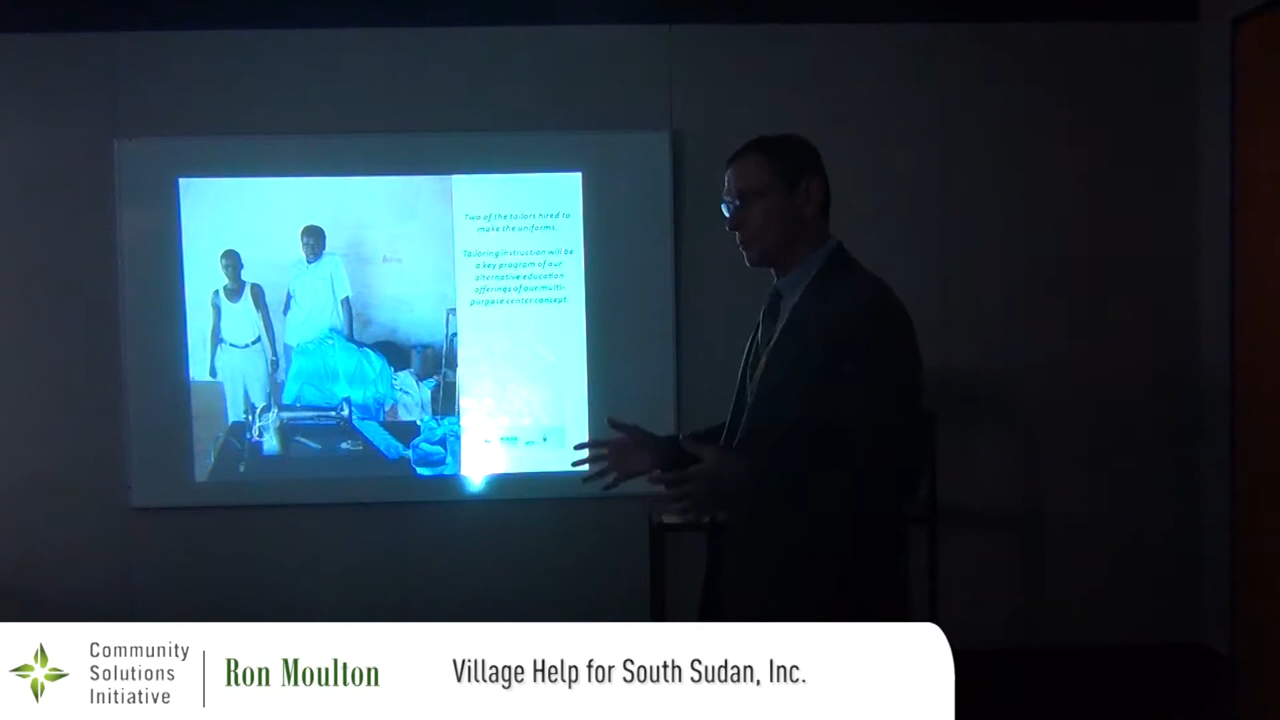 Two of the tailors hired to
make the uniforms.
Tailoring instruction will be
a key program of our
alternative education
offerings of our multi-
purpose center concept.
Community
Solutions
Initiative
Ron Moulton
Village Help for South Sudan, Inc.